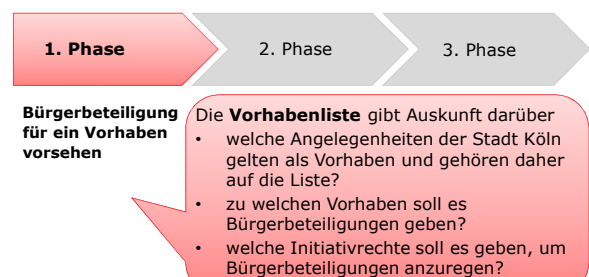 1. Phase
2. Phase
3. Phase
Bürgerbeteiligung
für ein Vorhaben
vorsehen
Die Vorhabenliste gibt Auskunft darüber
• welche Angelegenheiten der Stadt Köln
gelten als Vorhaben und gehören daher
auf die Liste?
• zu welchen Vorhaben soll es
Bürgerbeteiligungen geben?
• welche Initiativrechte soll es geben, um
Bürgerbeteiligungen anzuregen?